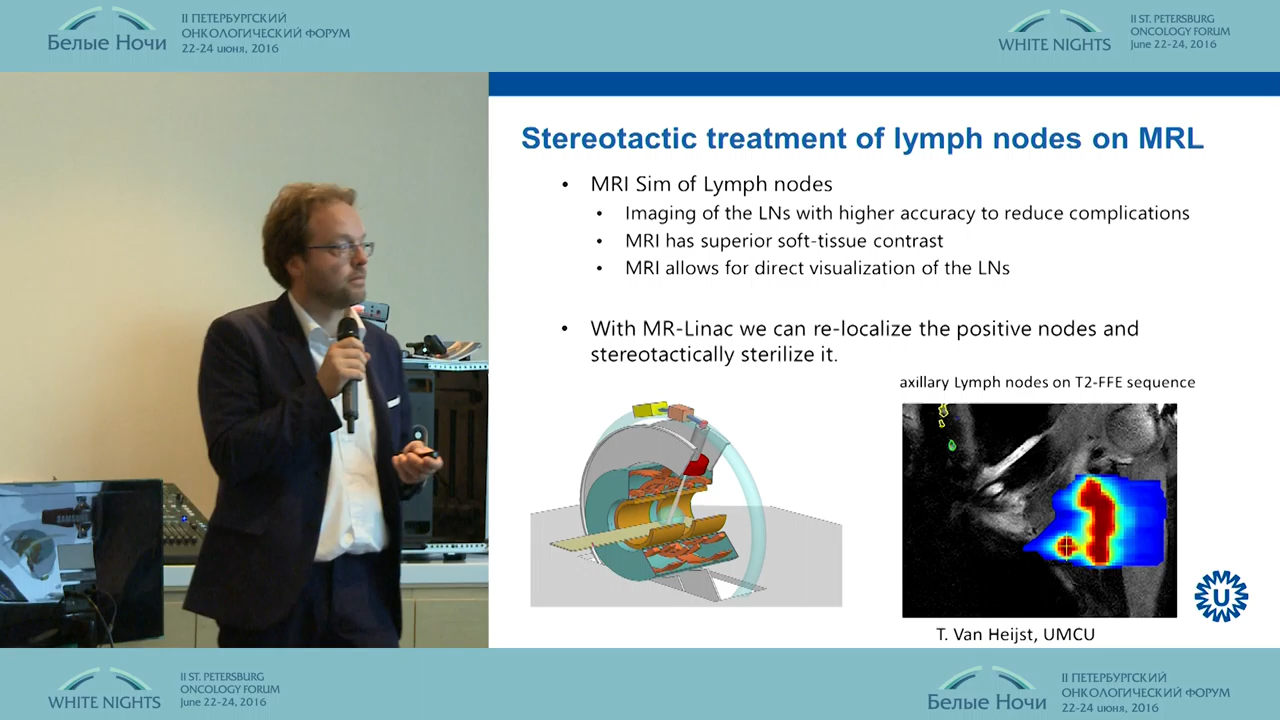 Белые Ночи
II ПЕТЕРБУРГСКИЙ
ОНКОЛОГИЧЕСКИЙ ФОРУМ
22-24 июня, 2016
WHITE NIGHTS
II ST. PETERSBURG
ONCOLOGY FORUM
June 22-24, 2016
Stereotactic treatment of lymph nodes on MRL
• MRI Sim of Lymph nodes
• Imaging of the LNs with higher accuracy to reduce complications
• MRI has superior soft-tissue contrast
• MRI allows for direct visualization of the LNs
• With MR-Linac we can re-localize the positive nodes and
stereotactically sterilize it.
axillary Lymph nodes on T2-FFE sequence
U
T. Van Heijst, UMCU
SAMSUNG
WHITE NIGHTS
II ST. PETERSBURG
ONCOLOGY FORUM
June 22-24, 2016
Белые Ночи
II ПЕТЕРБУРГСКИЙ
ОНКОЛОГИЧЕСКИЙ ФОРУМ
22-24 июня, 2016